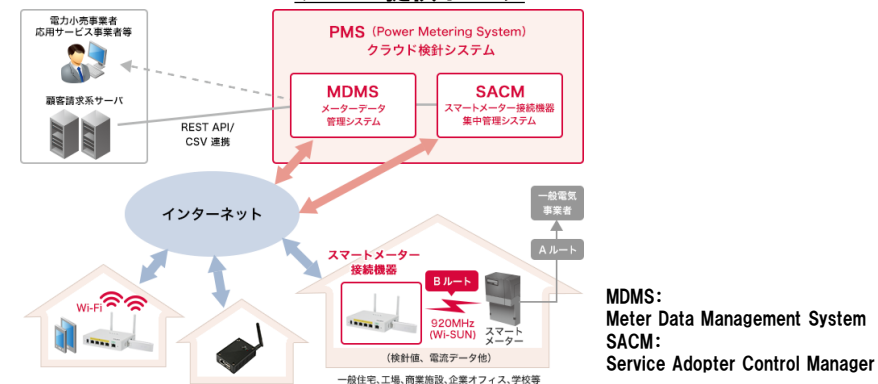 電力小売事業者
応用サービス事業者等
顧客請求系サーバ
REST API/
CSV 連携
PMS（Power Metering System）
クラウド検針システム
MDMS
メーターデータ
管理システム
SACM
スマートメーター接続機器
集中管理システム
インターネット
一般電気
事業者
Aルート
スマートメーター
接続機器
Bルート
920MHz
(Wi-SUN)
スマート
メーター
（検針値、電流データ他）
一般住宅、工場、商業施設、企業オフィス、学校等
Wi-Fi
MDMS：
Meter Data Management System
SACM：
Service Adopter Control Manager